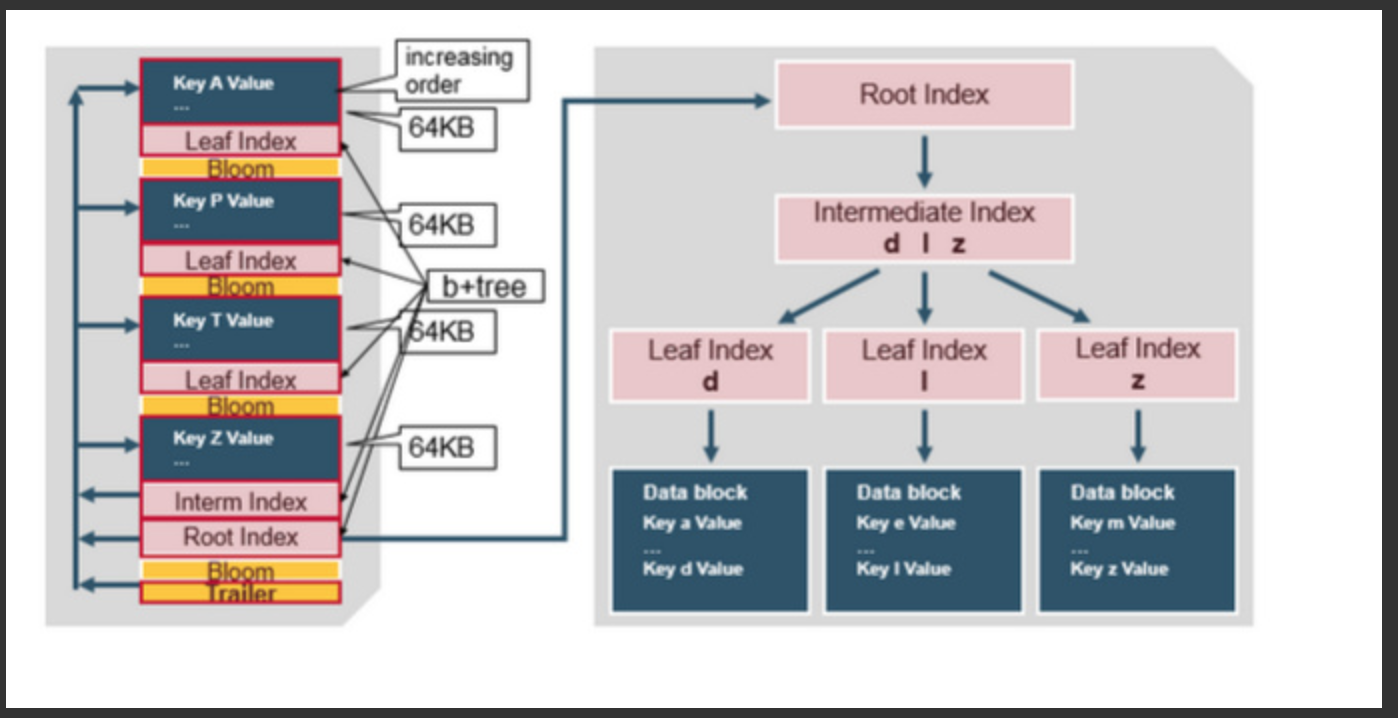 Key A Value
...
Leaf Index
Bloom
Key P Value
...
Leaf Index
Bloom
Key T Value
...
Leaf Index
Bloom
Key Z Value
...
Interm Index
Root Index
Bloom
Trailer
increasing
order
64KB
64KB
b+tree
64KB
64KB
Root Index
Intermediate Index
d l z
Leaf Index
d
Leaf Index
l
Leaf Index
z
Data block
Key a Value
...
Key d Value
Data block
Key e Value
...
Key l Value
Data block
Key m Value
...
Key z Value